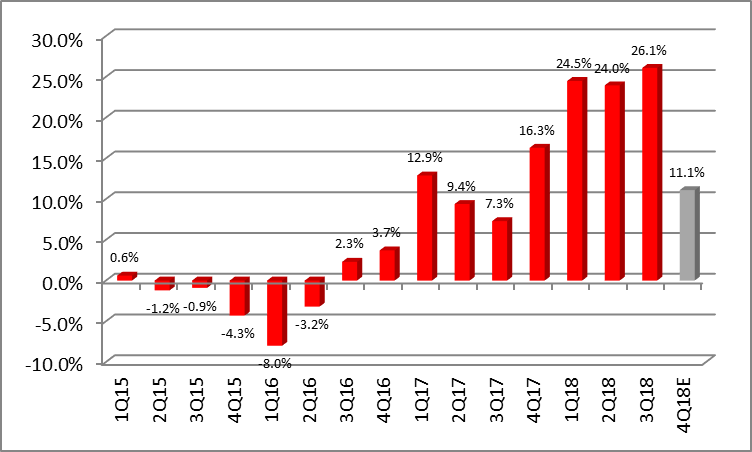 30.0%
25.0%
20.0%
15.0%
10.0%
5.0%
0.0%
-5.0%
-10.0%
0.6%
-1.2%
-0.9%
-4.3%
-8.0%
-3.2%
2.3%
3.7%
12.9%
9.4%
7.3%
16.3%
24.5%
24.0%
26.1%
11.1%
1Q15
2Q15
3Q15
4Q15
1Q16
2Q16
3Q16
4Q16
1Q17
2Q17
3Q17
4Q17
1Q18
2Q18
3Q18
4Q18E